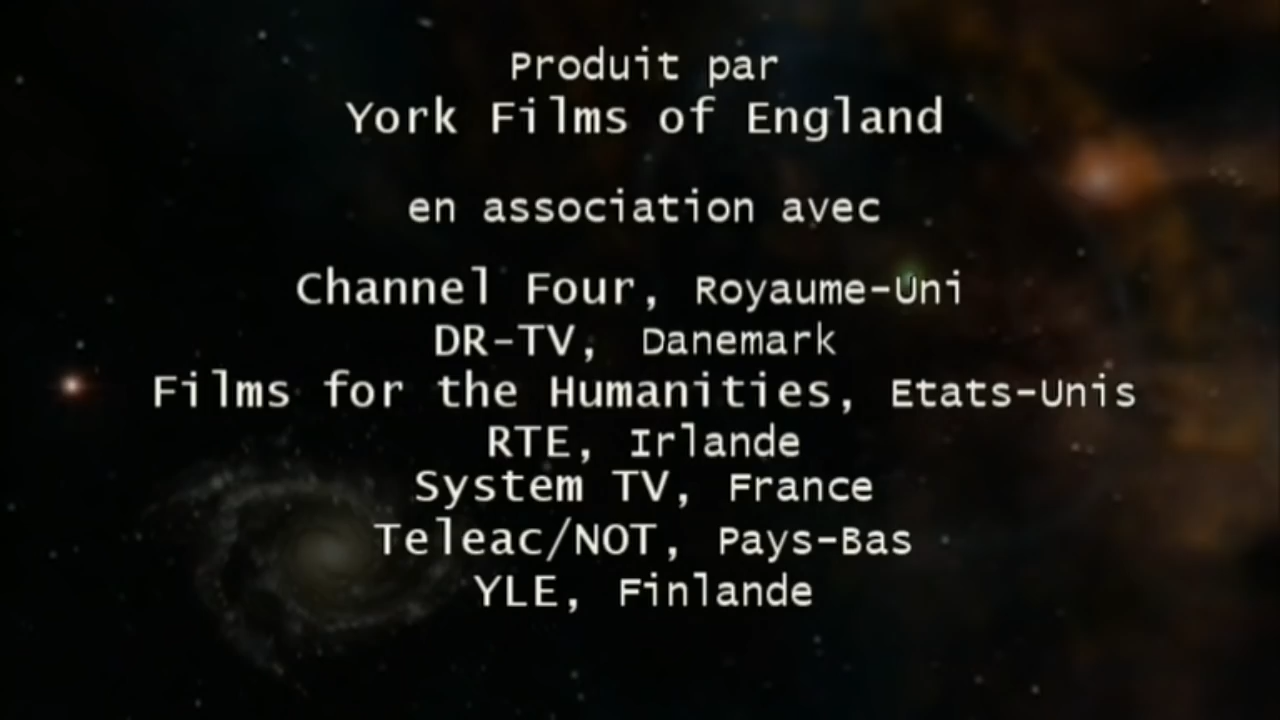 Produit par
York Films of England
en association avec
Channel Four, Royaume-Uni
DR-TV, Danemark
Films for the Humanities, Etats-Unis
RTE, Irlande
System TV, France
Teleac/NOT, Pays-Bas
YLE, Finlande